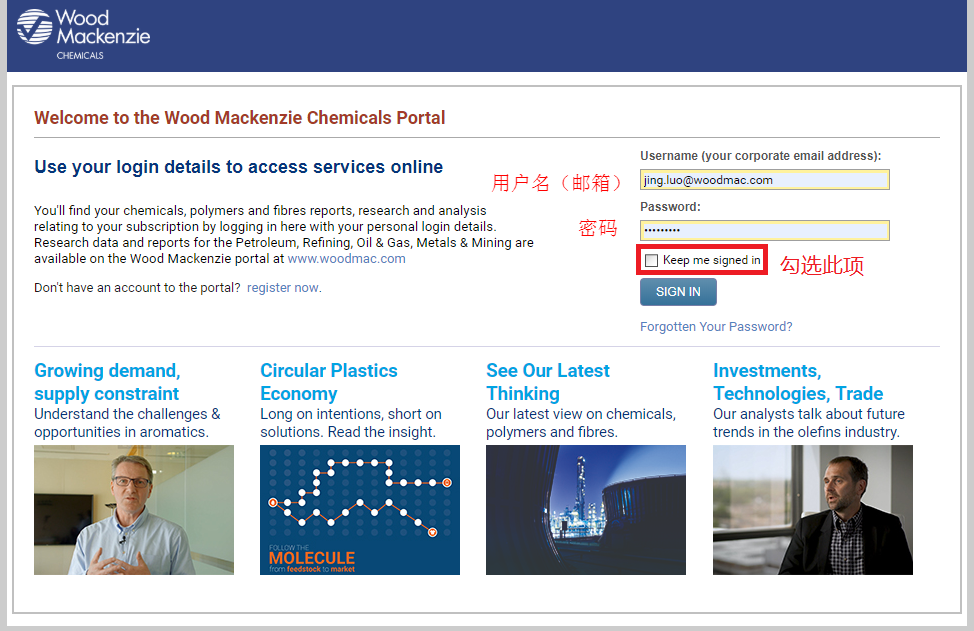 Wood
Mackenzie
CHEMICALS
Welcome to the Wood Mackenzie Chemicals Portal
Use your login details to access services online
You'll find your chemicals, polymers and fibres reports, research and analysis
relating to your subscription by logging in here with your personal login details.
Research data and reports for the Petroleum, Refining, Oil & Gas, Metals & Mining are
available on the Wood Mackenzie portal at www.woodmac.com
Don't have an account to the portal? register now.
Username (your corporate email address):
用户名（邮箱） jing.luo@woodmac.com
Password:
密码 •••••••••
Keep me signed in 勾选此项
SIGN IN
Forgotten Your Password?
Growing demand,
supply constraint
Understand the challenges &
opportunities in aromatics.
Circular Plastics
Economy
Long on intentions, short on
solutions. Read the insight.
FOLLOW THE
MOLECULE
from feedstock to market
See Our Latest
Thinking
Our latest view on chemicals,
polymers and fibres.
Investments,
Technologies, Trade
Our analysts talk about future
trends in the olefins industry.